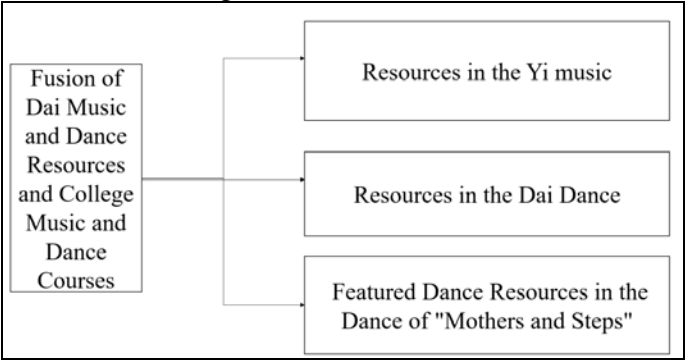 Fusion of
Dai Music
and Dance
Resources
and College
Music and
Dance
Courses
Resources in the Yi music
Resources in the Dai Dance
Featured Dance Resources in the
Dance of "Mothers and Steps"